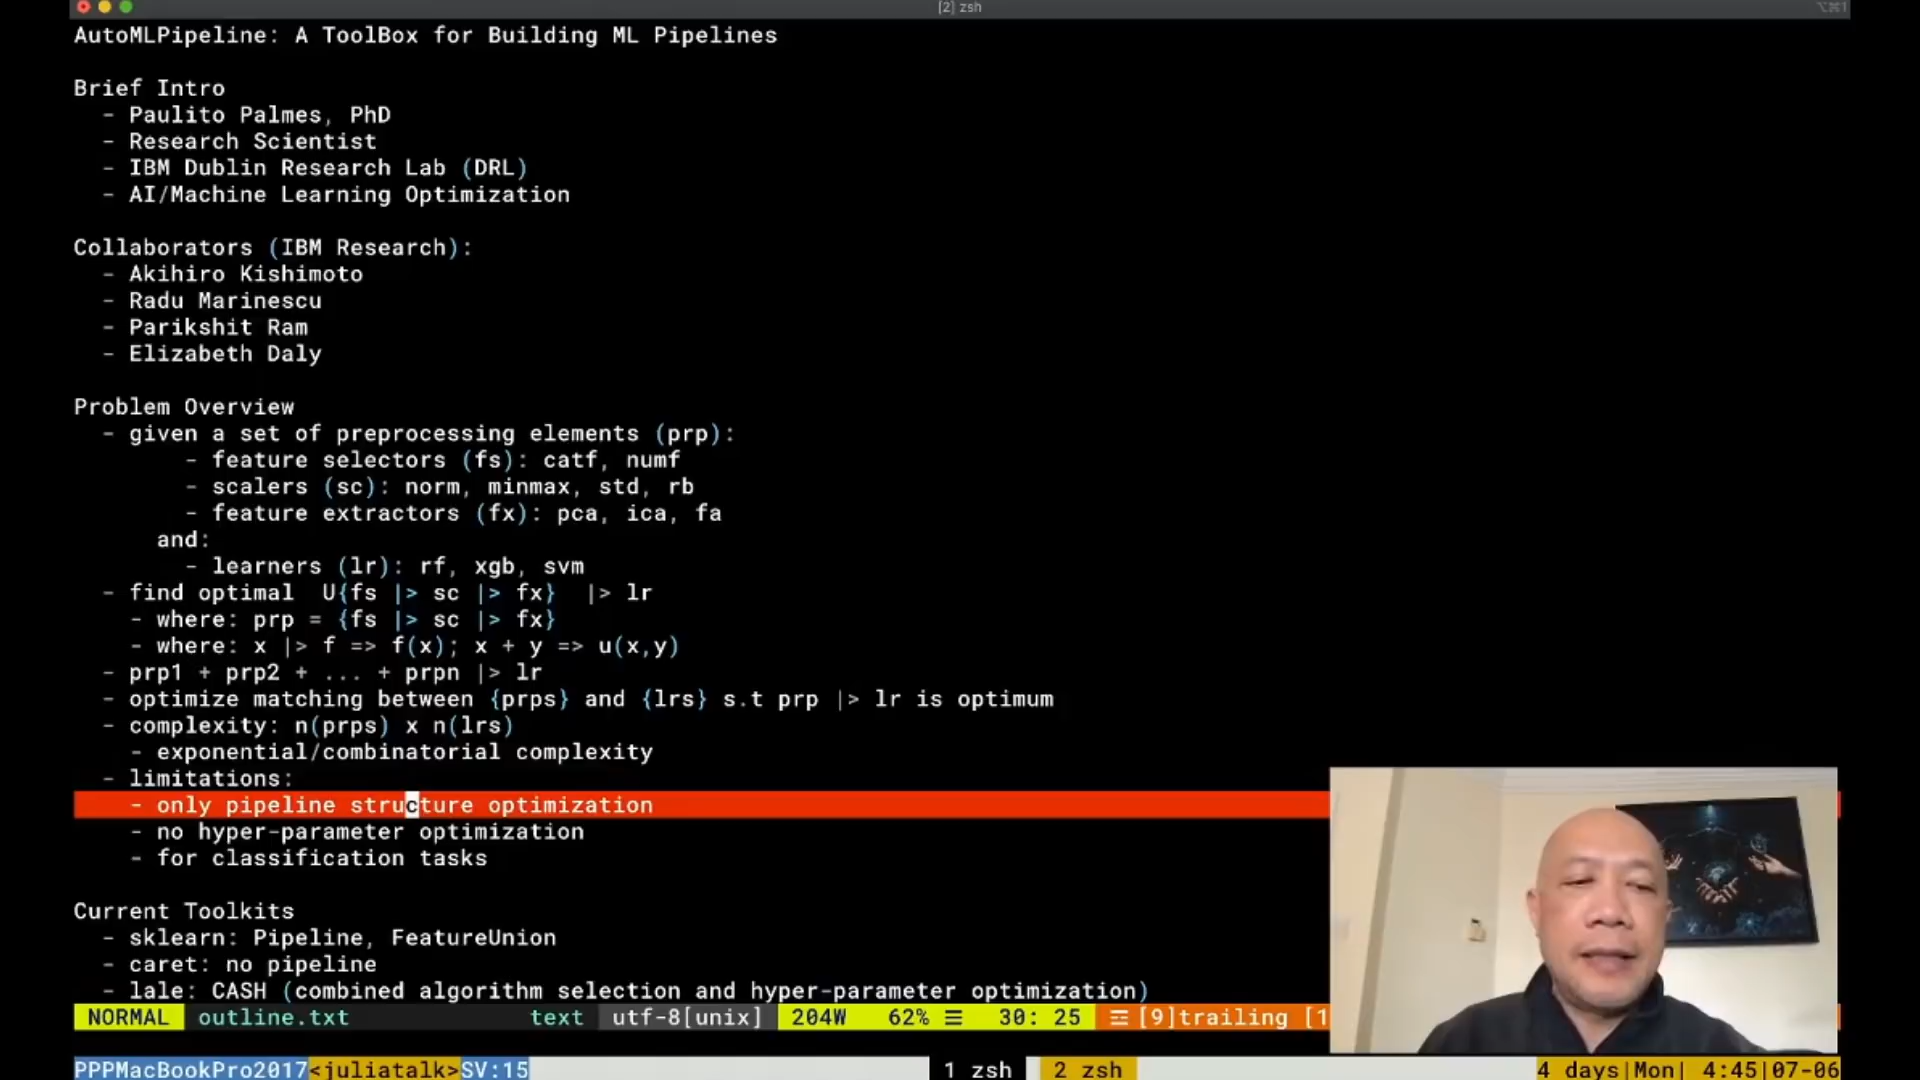 [2] zsh
⌥⌘1
AutoMLPipeline: A ToolBox for Building ML Pipelines
Brief Intro
- Paulito Palmes, PhD
- Research Scientist
- IBM Dublin Research Lab (DRL)
- AI/Machine Learning Optimization
Collaborators (IBM Research):
- Akihiro Kishimoto
- Radu Marinescu
- Parikshit Ram
- Elizabeth Daly
Problem Overview
- given a set of preprocessing elements (prp):
- feature selectors (fs): catf, numf
- scalers (sc): norm, minmax, std, rb
- feature extractors (fx): pca, ica, fa
and:
- learners (lr): rf, xgb, svm
- find optimal  U{fs |> sc |> fx}  |> lr
- where: prp = {fs |> sc |> fx}
- where: x |> f => f(x); x + y => u(x,y)
- prp1 + prp2 + ... + prpn |> lr
- optimize matching between {prps} and {lrs} s.t prp |> lr is optimum
- complexity: n(prps) x n(lrs)
- exponential/combinatorial complexity
- limitations:
- only pipeline structure optimization
- no hyper-parameter optimization
- for classification tasks
Current Toolkits
- sklearn: Pipeline, FeatureUnion
- caret: no pipeline
- lale: CASH (combined algorithm selection and hyper-parameter optimization)
NORMAL outline.txt text utf-8[unix] 204W 62% ☰ 30: 25 ☲ [9]trailing [1
PPPMacBookPro2017<juliatalk>SV:15 1 zsh 2 zsh 4 days|Mon| 4:45|07-06